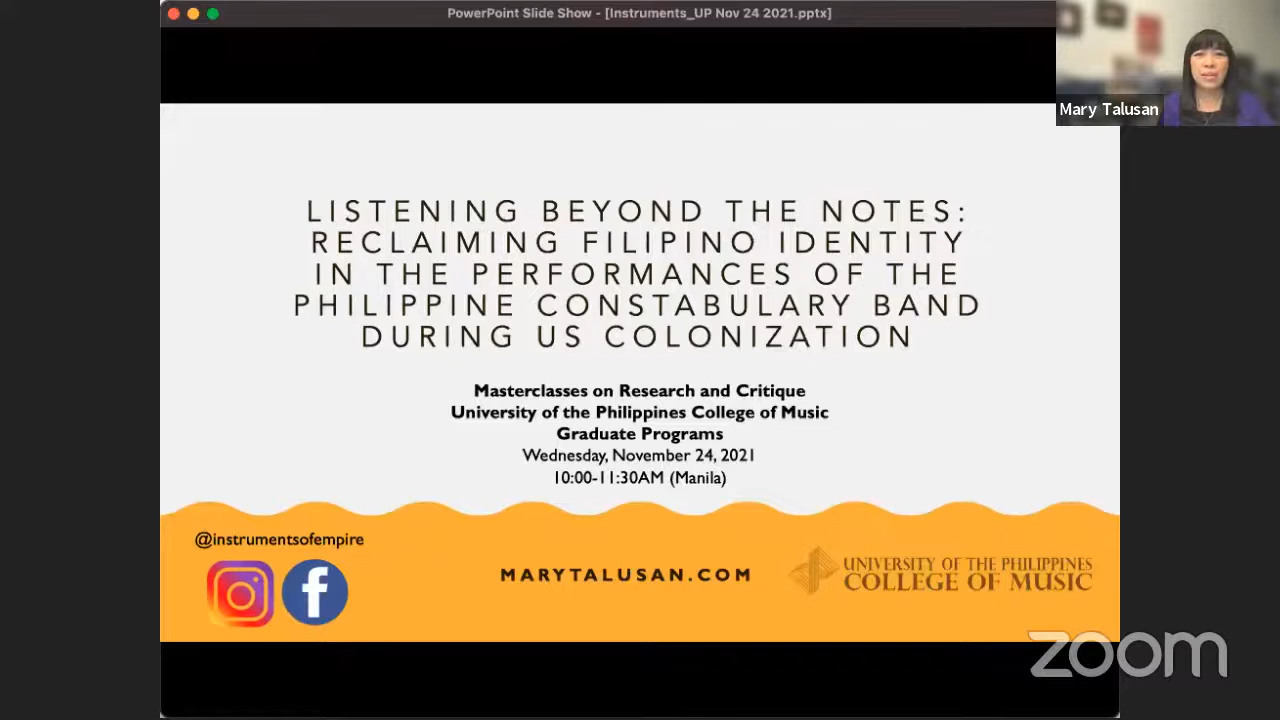 PowerPoint Slide Show - [Instruments_UP Nov 24 2021.pptx]
Mary Talusan
LISTENING BEYOND THE NOTES:
RECLAIMING FILIPINO IDENTITY
IN THE PERFORMANCES OF THE
PHILIPPINE CONSTABULARY BAND
DURING US COLONIZATION
Masterclasses on Research and Critique
University of the Philippines College of Music
Graduate Programs
Wednesday, November 24, 2021
10:00-11:30AM (Manila)
@instrumentsofempire
MARYTALUSAN.COM
UNIVERSITY OF THE PHILIPPINES
COLLEGE OF MUSIC
zoom